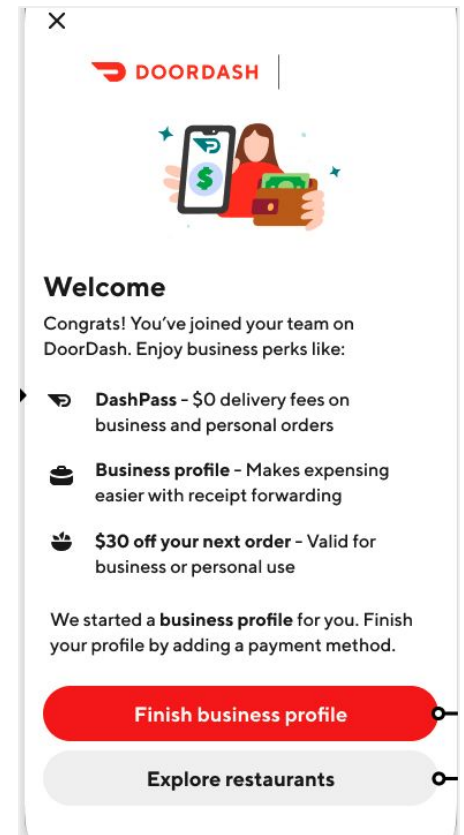 DOORDASH
Welcome
Congrats! You’ve joined your team on
DoorDash. Enjoy business perks like:
DashPass - $0 delivery fees on
business and personal orders
Business profile - Makes expensing
easier with receipt forwarding
$30 off your next order - Valid for
business or personal use
We started a business profile for you. Finish
your profile by adding a payment method.
Finish business profile
Explore restaurants